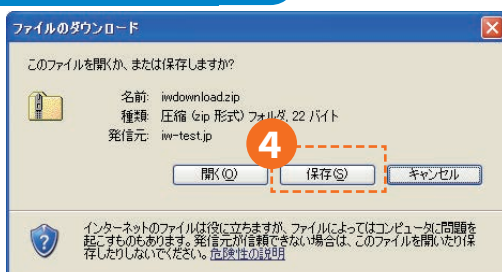 ファイルのダウンロード
このファイルを開くか、または保存しますか?
名前: iwdownload.zip
種類: 圧縮 (zip 形式) フォルダ, 22 バイト
発信元: iw-test.jp
4
開く(O)
保存(S)
キャンセル
インターネットのファイルは役に立ちますが、ファイルによってはコンピュータに問題を
起こすものもあります。発信元が信頼できない場合は、このファイルを開いたり保
存したりしないでください。危険性の説明